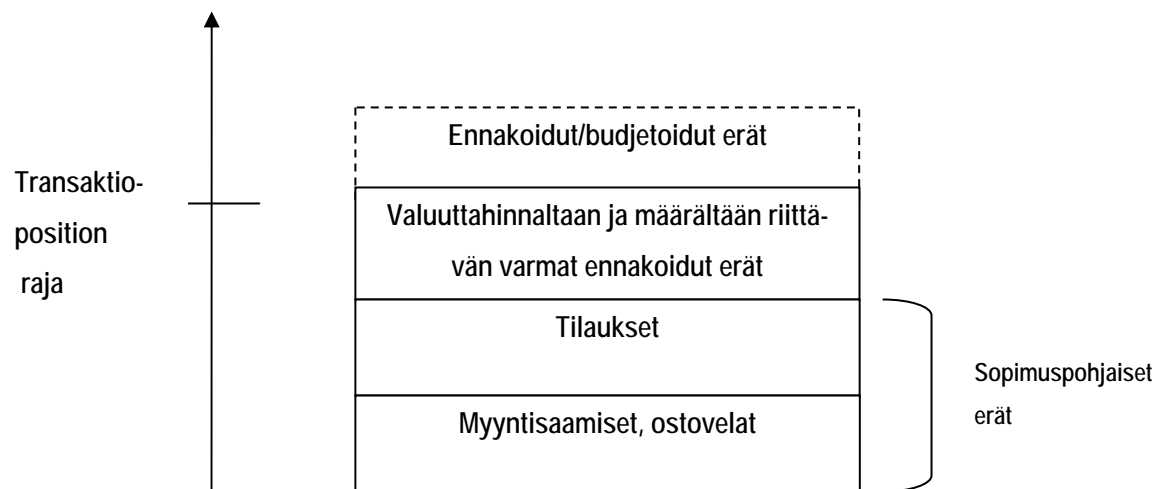 Ennakoidut/budjetoidut erät
Transaktio-
position
raja
Valuuttahinnaltaan ja määrältään riittä-
vän varmat ennakoidut erät
Tilaukset
Sopimuspohjaiset
erät
Myyntisaamiset, ostovelat